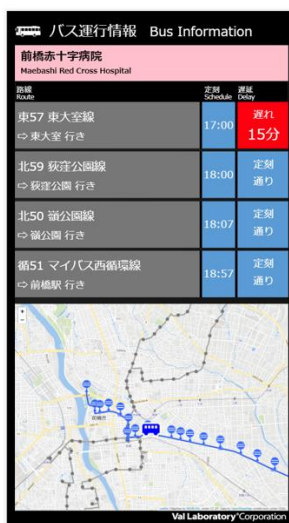 バス運行情報 Bus Information
前橋赤十字病院
Maebashi Red Cross Hospital
路線 定刻 遅延
Route Schedule Delay
東57 東大室線
⇨ 東大室 行き
17:00
遅れ
15分
北59 荻窪公園線
⇨ 荻窪公園 行き
18:00
定刻
通り
北50 嶺公園線
⇨ 嶺公園 行き
18:07
定刻
通り
循51 マイバス西循環線
⇨ 前橋駅 行き
18:57
定刻
通り
+
-
前橋市
Val Laboratory Corporation